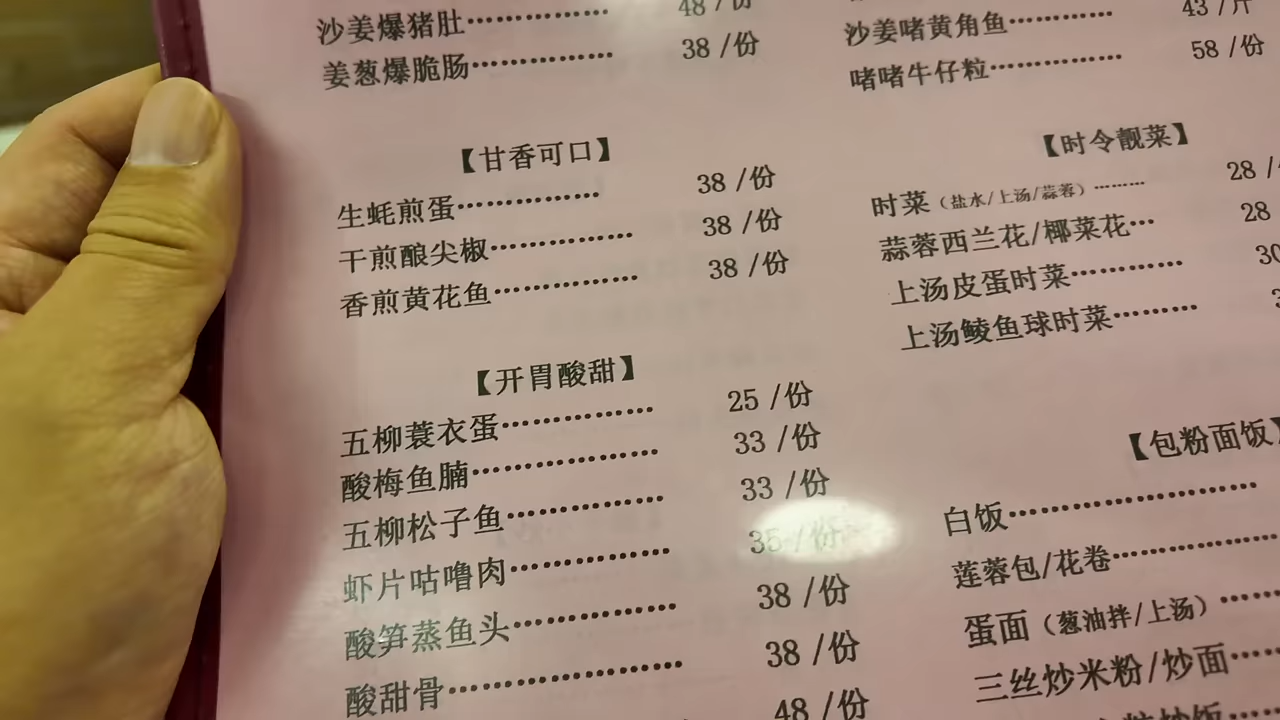 沙姜爆猪肚…………… 48 /份
姜葱爆脆肠…………… 38 /份
【甘香可口】
生蚝煎蛋…………… 38 /份
干煎酿尖椒…………… 38 /份
香煎黄花鱼…………… 38 /份
【开胃酸甜】
五柳蓑衣蛋…………… 25 /份
酸梅鱼腩…………… 33 /份
五柳松子鱼…………… 33 /份
虾片咕噜肉…………… 35 /份
酸笋蒸鱼头…………… 38 /份
酸甜骨…………… 38 /份
48 /份
沙姜啫黄角鱼………… 43 /斤
啫啫牛仔粒…………… 58 /份
【时令靓菜】
时菜（盐水/上汤/蒜蓉）……… 28 /
蒜蓉西兰花/椰菜花… 28
上汤皮蛋时菜………… 30
上汤鲮鱼球时菜………
【包粉面饭】
白饭……………………
莲蓉包/花卷……………
蛋面（葱油拌/上汤）……
三丝炒米粉/炒面……